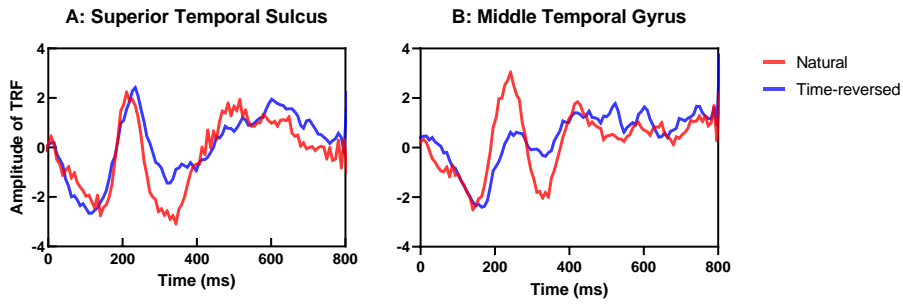 A: Superior Temporal Sulcus
B: Middle Temporal Gyrus
Amplitude of TRF
4
2
0
-2
-4
0
200
400
600
800
Time (ms)
4
2
0
-2
-4
0
200
400
600
800
Time (ms)
Natural
Time-reversed